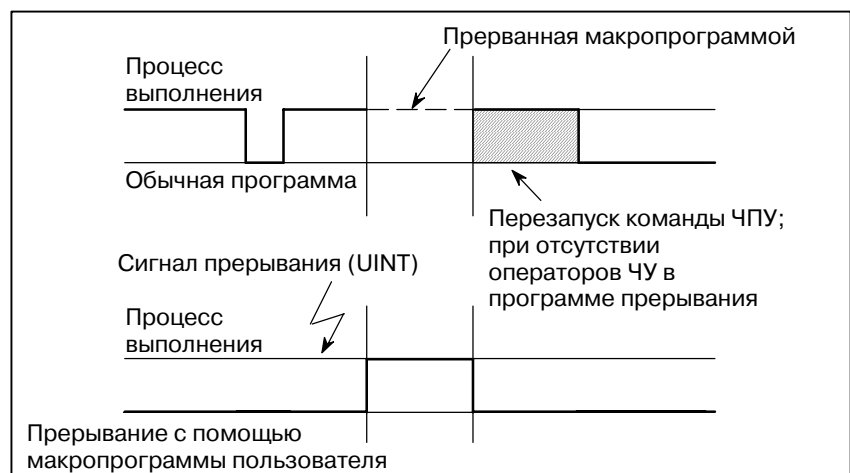 Прерванная макропрограммой
Процесс
выполнения
Обычная программа
Перезапуск команды ЧПУ;
при отсутствии
операторов ЧУ в
программе прерывания
Сигнал прерывания (UINT)
Процесс
выполнения
Прерывание с помощью
макропрограммы пользователя